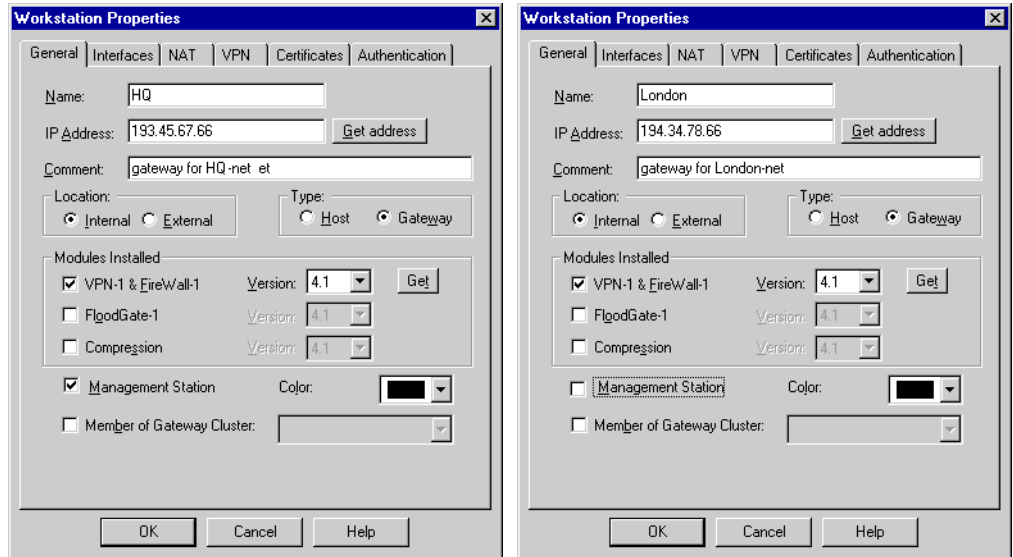 Workstation Properties
General Interfaces NAT VPN Certificates Authentication
Name: HQ
IP Address: 193.45.67.66 Get address
Comment: gateway for HQ-net et
Location: Type:
Internal External Host Gateway
Modules Installed
VPN-1 & FireWall-1 Version: 4.1 Get
FloodGate-1 Version: 4.1
Compression Version: 4.1
Management Station Color:
Member of Gateway Cluster:
OK Cancel Help
Workstation Properties
General Interfaces NAT VPN Certificates Authentication
Name: London
IP Address: 194.34.78.66 Get address
Comment: gateway for London-net
Location: Type:
Internal External Host Gateway
Modules Installed
VPN-1 & FireWall-1 Version: 4.1 Get
FloodGate-1 Version: 4.1
Compression Version: 4.1
Management Station Color:
Member of Gateway Cluster:
OK Cancel Help